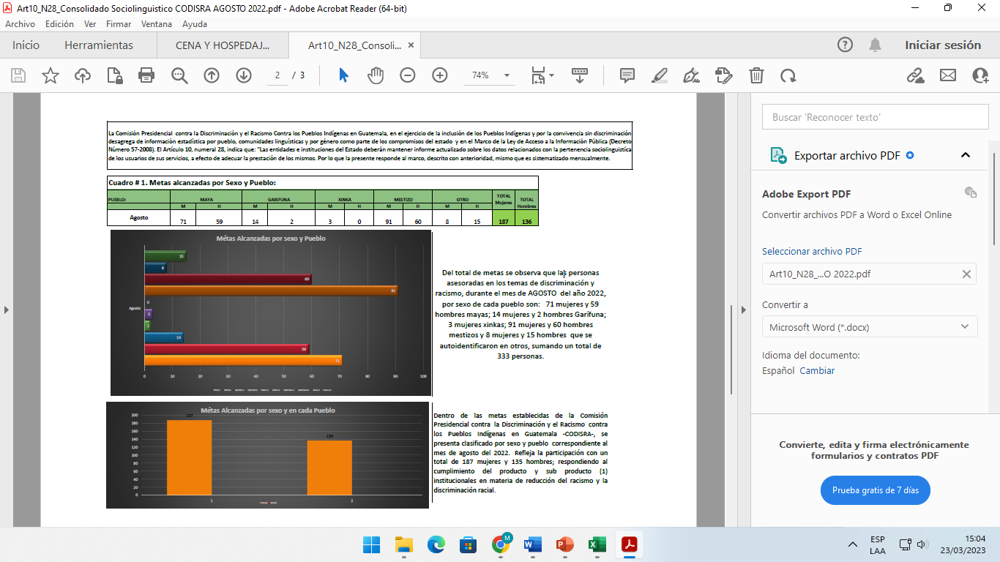 Art10_N28_Consolidado Sociolinguistico CODISRA AGOSTO 2022.pdf - Adobe Acrobat Reader (64-bit)
Archivo Edición Ver Firmar Ventana Ayuda
Inicio Herramientas CENA Y HOSPEDAJ... Art10_N28_Consoli... Iniciar sesión
2 / 3 74%
La Comisión Presidencial contra la Discriminación y el Racismo Contra los Pueblos Indígenas en Guatemala, en el ejercicio de la inclusión de los Pueblos Indígenas y por la convivencia sin discriminación
desagrega de información estadística por pueblo, comunidades linguísticas y por género como parte de los compromisos del estado y en el Marco de la Ley de Acceso a la Información Pública (Decreto
Número 57-2008). El Artículo 10, numeral 28, indica que: "Las entidades e instituciones del Estado deberán mantener informe actualizado sobre los datos relacionados con la pertenencia sociolinguística
de los usuarios de sus servicios, a efecto de adecuar la prestación de los mismos. Por lo que la presente responde al marco, descrito con anterioridad, mismo que es sistematizado mensualmente.
Cuadro # 1. Metas alcanzadas por Sexo y Pueblo:
PUEBLO: MAYA GARIFUNA XINKA MESTIZO OTRO TOTAL Mujeres TOTAL Hombres
M H M H M H M H M H
Agosto 71 59 14 2 3 0 91 60 8 15 187 136
Métas Alcanzadas por sexo y Pueblo
15
8
60
91
0
Agosto
3
2
14
59
71
0 10 20 30 40 50 60 70 80 90 100
Del total de metas se observa que las personas
asesoradas en los temas de discriminación y
racismo, durante el mes de AGOSTO del año 2022,
por sexo de cada pueblo son: 71 mujeres y 59
hombres mayas; 14 mujeres y 2 hombres Garífuna;
3 mujeres xinkas; 91 mujeres y 60 hombres
mestizos y 8 mujeres y 15 hombres que se
autoidentificaron en otros, sumando un total de
333 personas.
Métas Alcanzadas por sexo y en cada Pueblo
200
180
160
140
120
100
80
60
40
20
0
187
136
1 2
Dentro de las metas establecidas de la Comisión
Presidencial contra la Discriminación y el Racismo contra
los Pueblos Indígenas en Guatemala -CODISRA-, se
presenta clasificado por sexo y pueblo correspondiente al
mes de agosto del 2022. Refleja la participación con un
total de 187 mujeres y 135 hombres; respondiendo al
cumplimiento del producto y sub producto (1)
institucionales en materia de reducción del racismo y la
discriminación racial.
Buscar 'Reconocer texto'
Exportar archivo PDF
Adobe Export PDF
Convertir archivos PDF a Word o Excel Online
Seleccionar archivo PDF
Art10_N28_...O 2022.pdf
Convertir a
Microsoft Word (*.docx)
Idioma del documento:
Español Cambiar
Convierte, edita y firma electrónicamente
formularios y contratos PDF
Prueba gratis de 7 días
M
ESP
LAA
15:04
23/03/2023